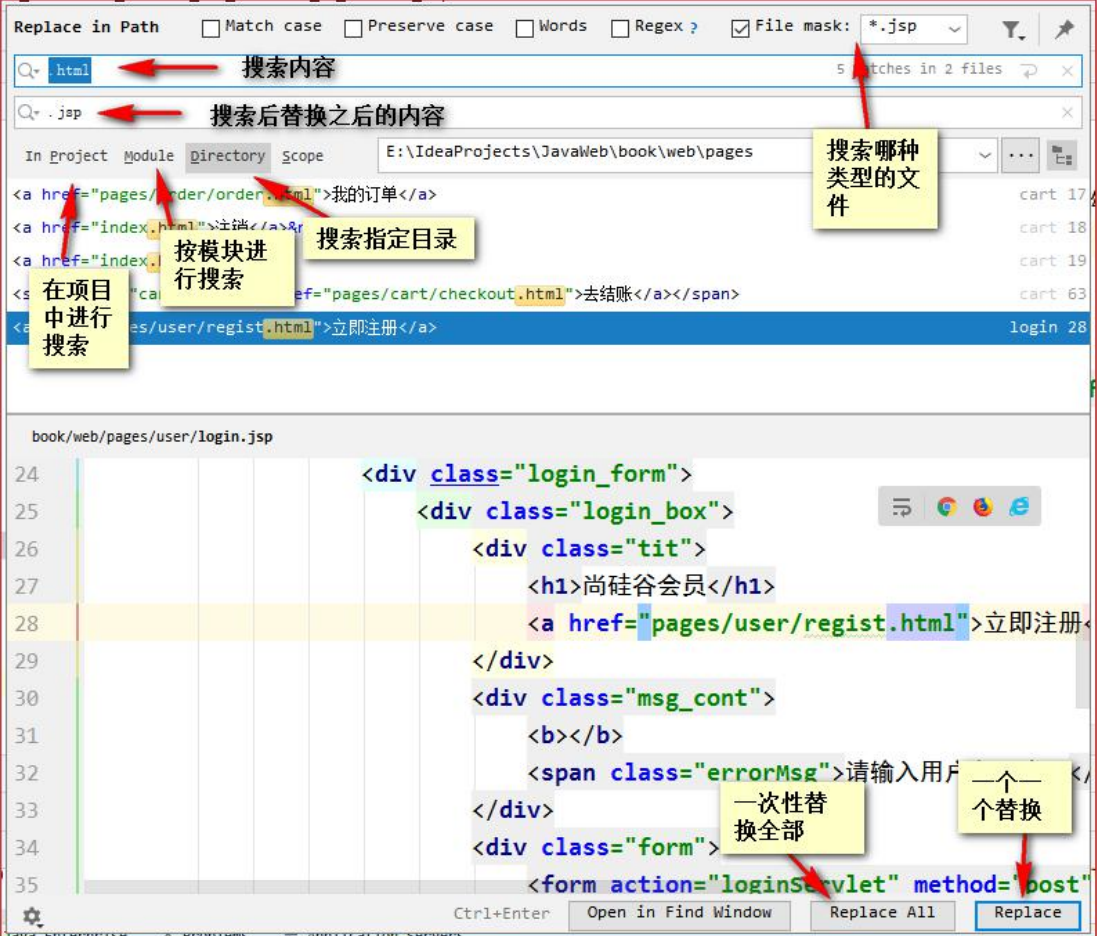 Replace in Path Match case Preserve case Words Regex ? File mask: *.jsp
.html 搜索内容 5 matches in 2 files
.jsp 搜索后替换之后的内容
In Project Module Directory Scope E:\IdeaProjects\JavaWeb\book\web\pages ...
搜索哪种
类型的文
件
<a href="pages/order/order.html">我的订单</a> cart 17
<a href="index.html">注销</a>&n cart 18
<a href="index. cart 19
搜索指定目录
按模块进
行搜索
在项目
中进行
搜索
ef="pages/cart/checkout.html">去结账</a></span> cart 63
es/user/regist.html">立即注册</a> login 28
book/web/pages/user/login.jsp
24 <div class="login_form">
25 <div class="login_box">
26 <div class="tit">
27 <h1>尚硅谷会员</h1>
28 <a href="pages/user/regist.html">立即注册<
29 </div>
30 <div class="msg_cont">
31 <b></b>
32 <span class="errorMsg">请输入用户 </
33 </div>
34 <div class="form">
35 <form action="loginServlet" method="post"
一次性替
换全部
一个一
个替换
Ctrl+Enter Open in Find Window Replace All Replace